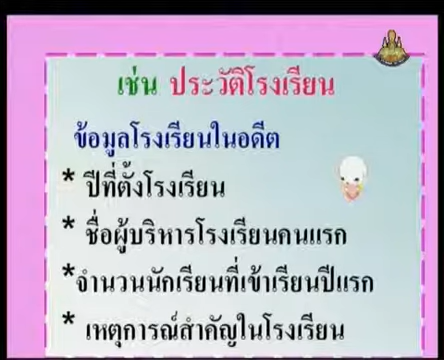 เช่น ประวัติโรงเรียน
ข้อมูลโรงเรียนในอดีต
* ปีที่ตั้งโรงเรียน
* ชื่อผู้บริหารโรงเรียนคนแรก
*จำนวนนักเรียนที่เข้าเรียนปีแรก
* เหตุการณ์สำคัญในโรงเรียน